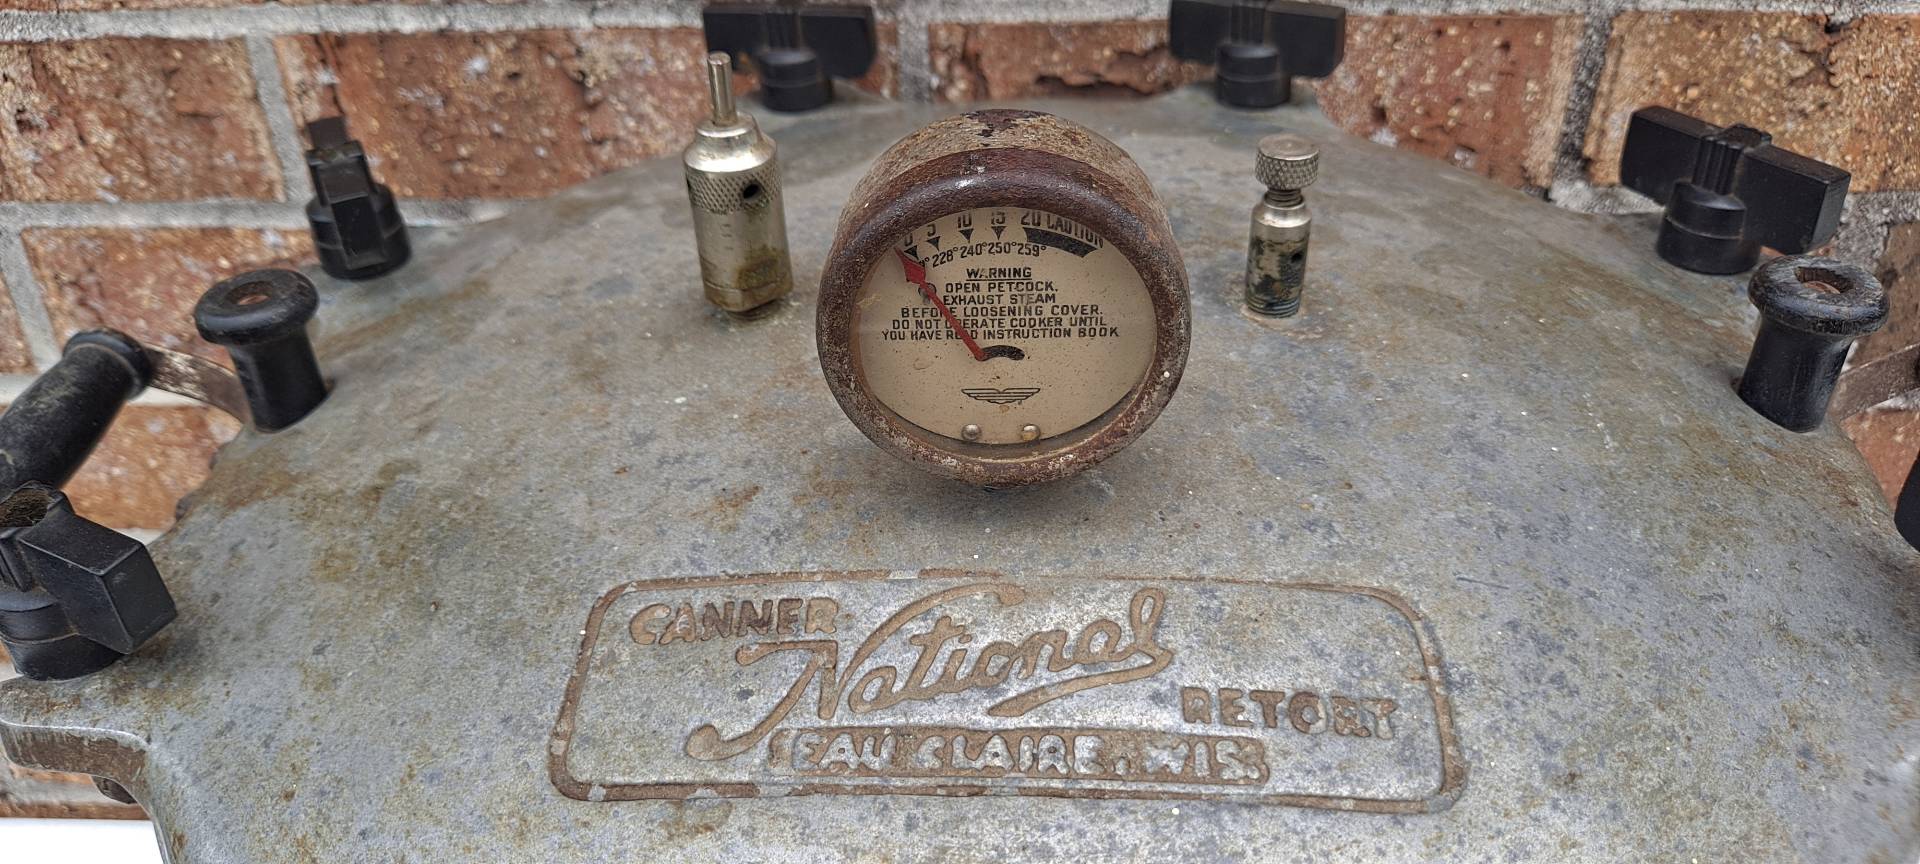 0 5 10 15 20 CAUTION
228° 240° 250° 259°
WARNING
OPEN PETCOCK.
EXHAUST STEAM
BEFORE LOOSENING COVER.
DO NOT OPERATE COOKER UNTIL
YOU HAVE READ INSTRUCTION BOOK
CANNER
National
RETORT
EAU CLAIRE, WIS.